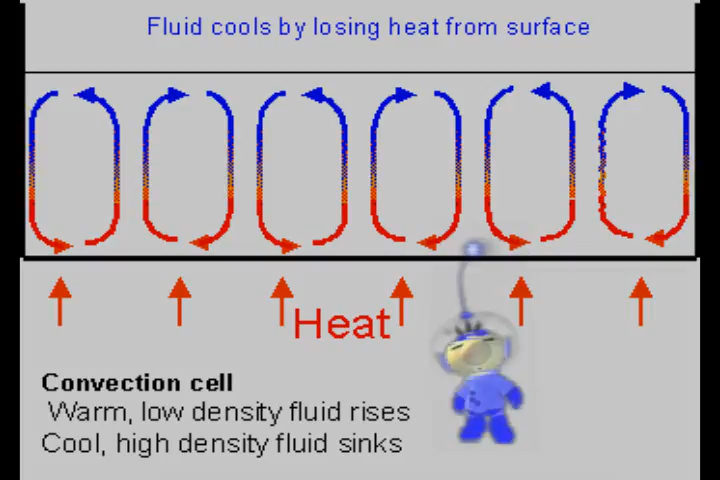 Fluid cools by losing heat from surface
Heat
Convection cell
Warm, low density fluid rises
Cool, high density fluid sinks